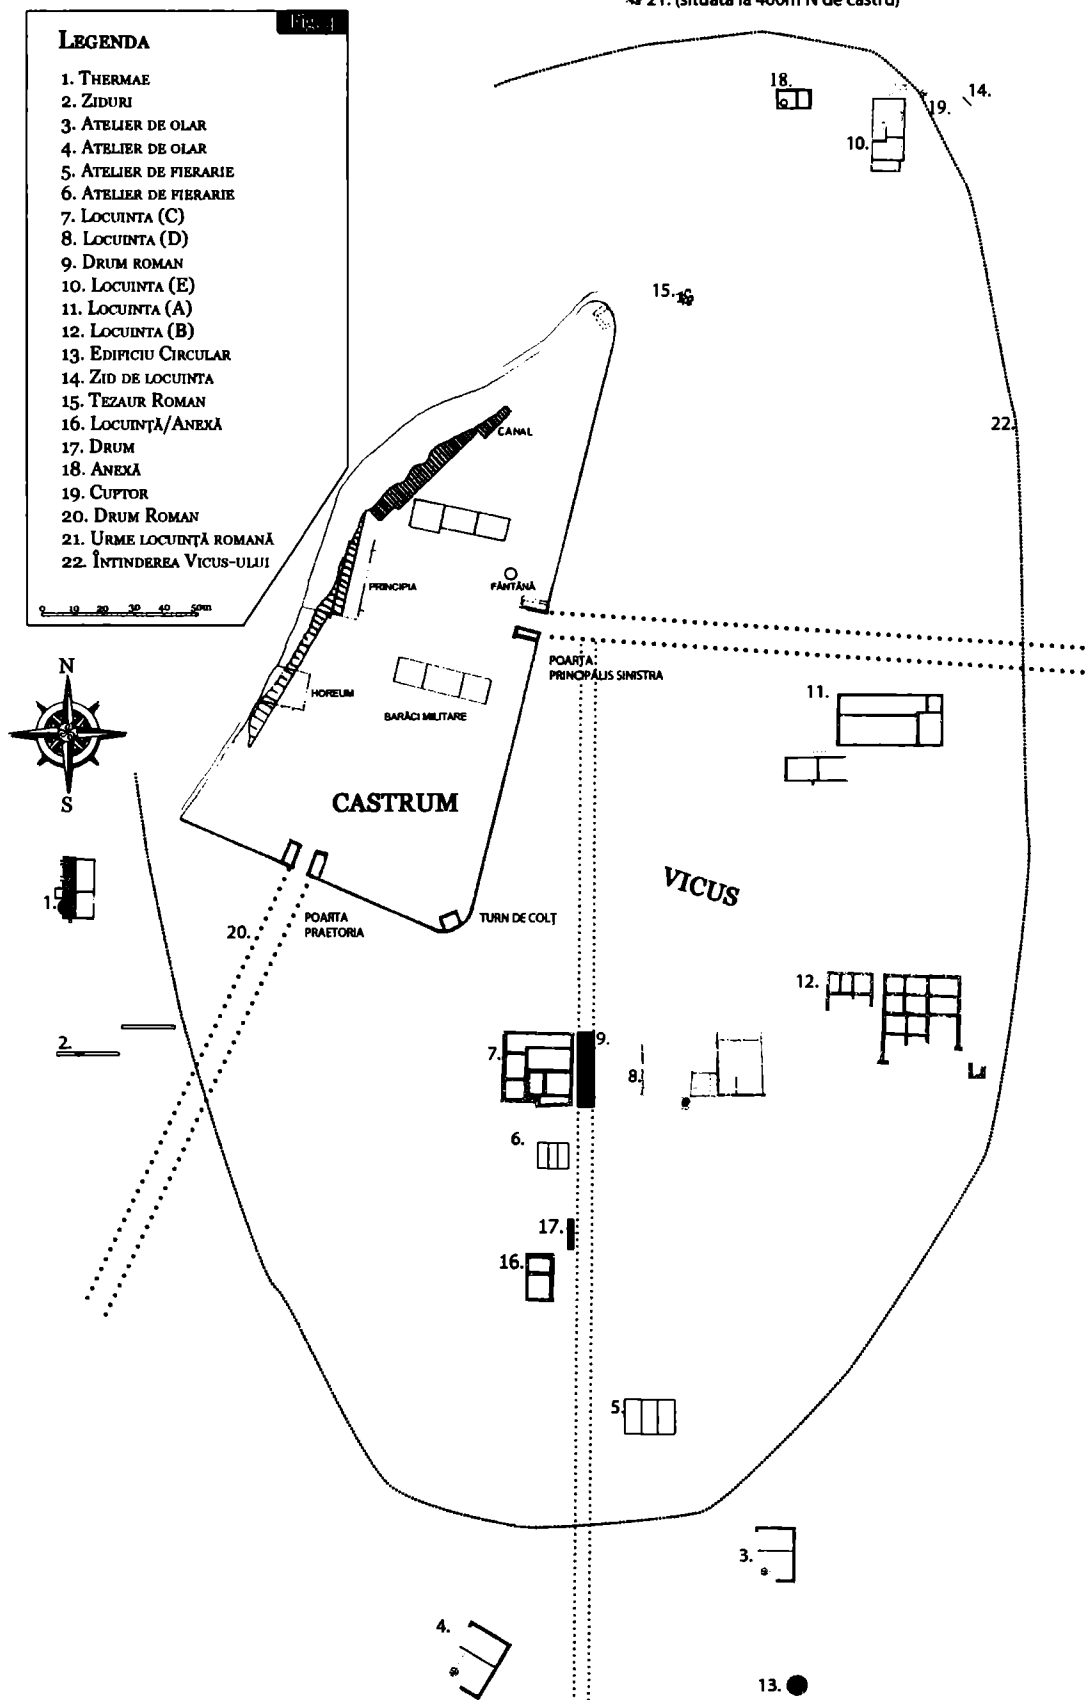 21. (situată la 400m N de castru)
Fig. 4
LEGENDA
1. THERMAE
2. ZIDURI
3. ATELIER DE OLAR
4. ATELIER DE OLAR
5. ATELIER DE FIERARIE
6. ATELIER DE FIERARIE
7. LOCUINTA (C)
8. LOCUINTA (D)
9. DRUM ROMAN
10. LOCUINTA (E)
11. LOCUINTA (A)
12. LOCUINTA (B)
13. EDIFICIU CIRCULAR
14. ZID DE LOCUINTA
15. TEZAUR ROMAN
16. LOCUINȚĂ/ANEXĂ
17. DRUM
18. ANEXĂ
19. CUPTOR
20. DRUM ROMAN
21. URME LOCUINȚĂ ROMANĂ
22. ÎNTINDEREA VICUS-ULUI
0 10 20 30 40 50m
18.
14.
19.
10.
15.
22.
CANAL
PRINCIPIA
FÂNTÂNĂ
N
POARTA
PRINCIPALIS SINISTRA
HOREUM
BARĂCI MILITARE
11.
S
CASTRUM
VICUS
1.
20.
POARTA
PRAETORIA
TURN DE COLȚ
12.
2.
7.
9.
8.
6.
17.
16.
5.
3.
4.
13.